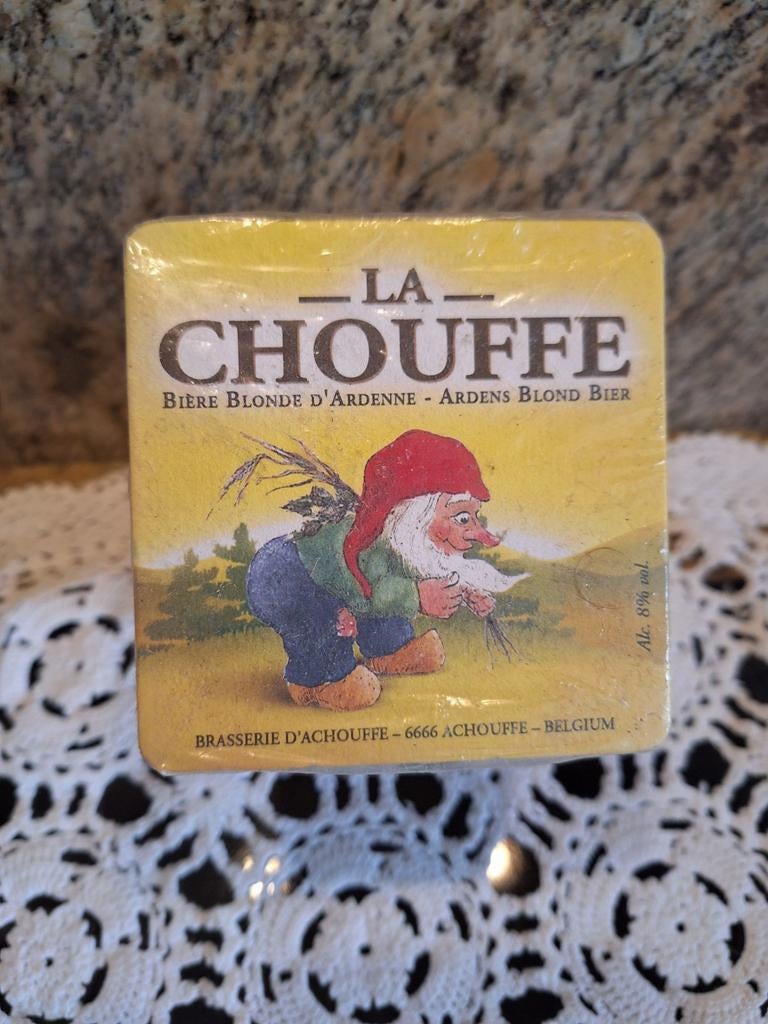 LA
CHOUFFE
BIÈRE BLONDE D'ARDENNE - ARDENS BLOND BIER
Alc. 8% vol.
BRASSERIE D'ACHOUFFE – 6666 ACHOUFFE – BELGIUM